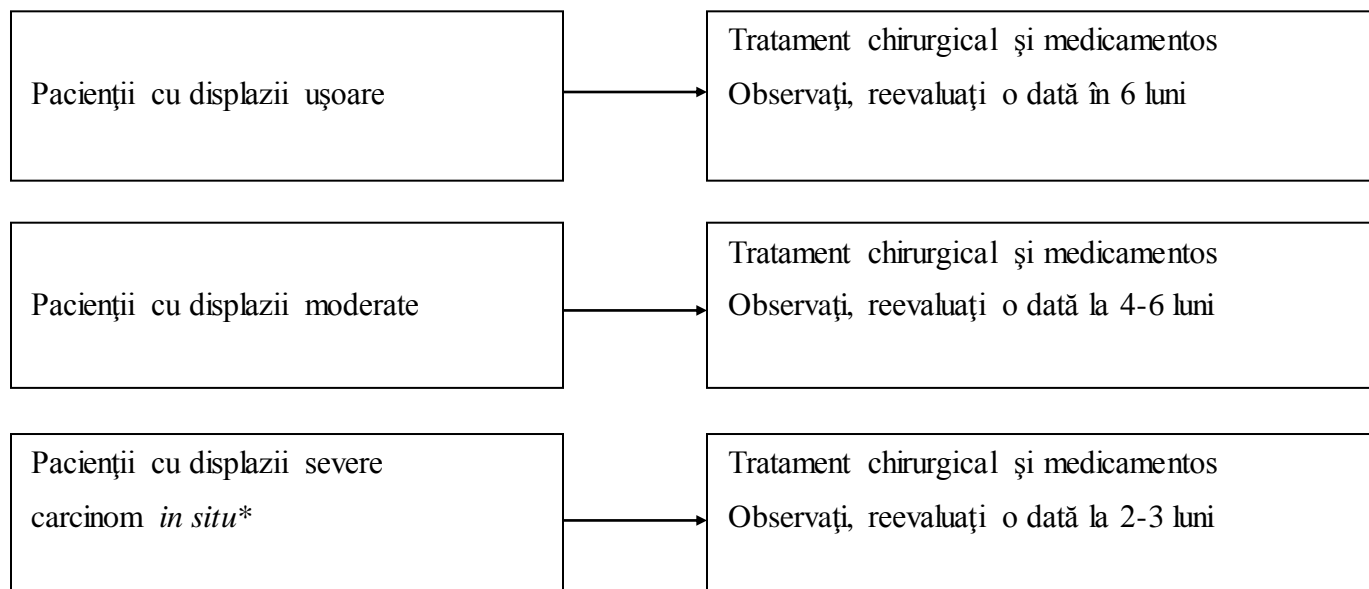 Pacienţii cu displazii uşoare
Tratament chirurgical şi medicamentos
Observaţi, reevaluaţi o dată în 6 luni
Pacienţii cu displazii moderate
Tratament chirurgical şi medicamentos
Observaţi, reevaluaţi o dată la 4-6 luni
Pacienţii cu displazii severe
carcinom in situ*
Tratament chirurgical şi medicamentos
Observaţi, reevaluaţi o dată la 2-3 luni